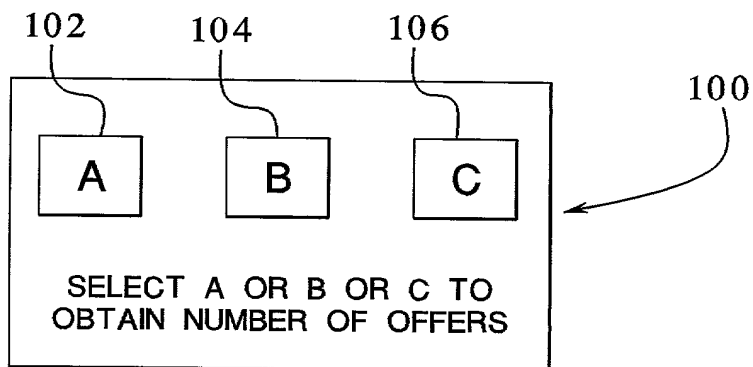 102 104 106
100
A B C
SELECT A OR B OR C TO
OBTAIN NUMBER OF OFFERS